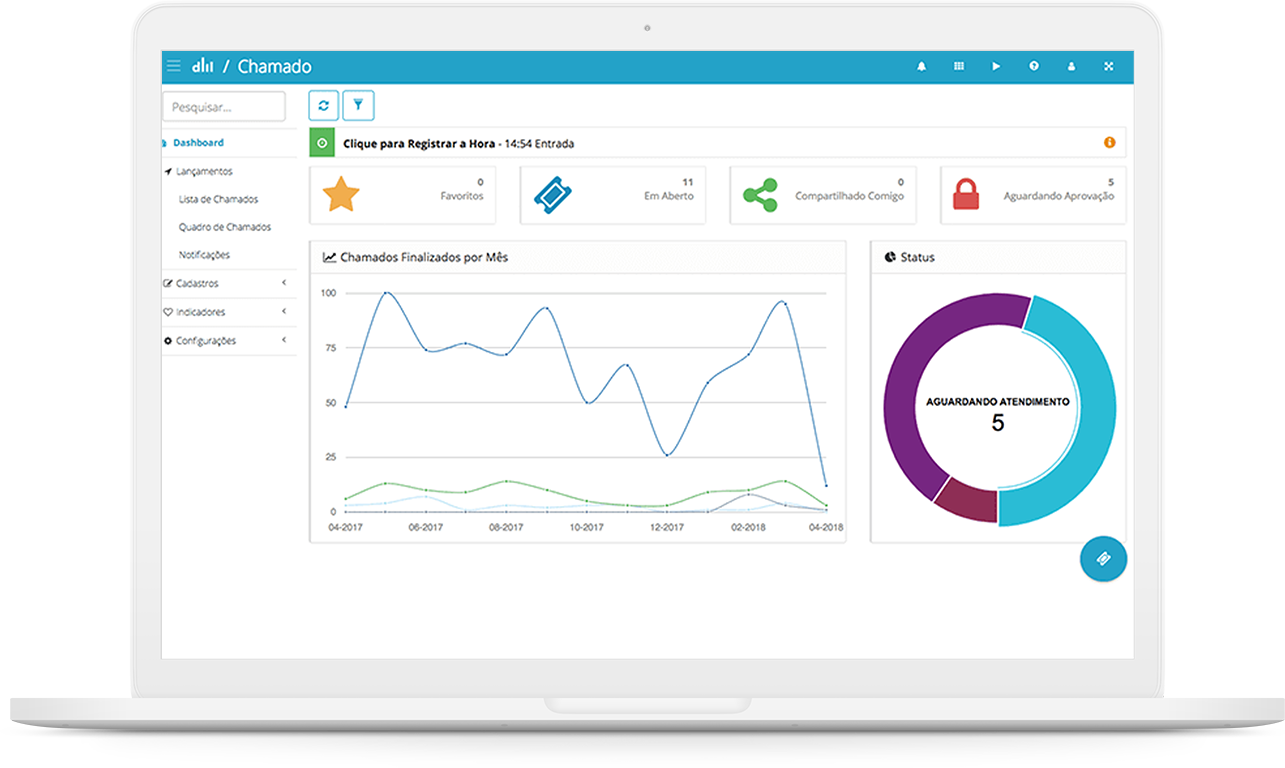 dlil / Chamado
Pesquisar...
Dashboard
Lançamentos
Lista de Chamados
Quadro de Chamados
Notificações
Cadastros
Indicadores
Configurações
Clique para Registrar a Hora - 14:54 Entrada
0
Favoritos
11
Em Aberto
0
Compartilhado Comigo
5
Aguardando Aprovação
Chamados Finalizados por Mês
100
75
50
25
0
04-2017 06-2017 08-2017 10-2017 12-2017 02-2018 04-2018
Status
AGUARDANDO ATENDIMENTO
5